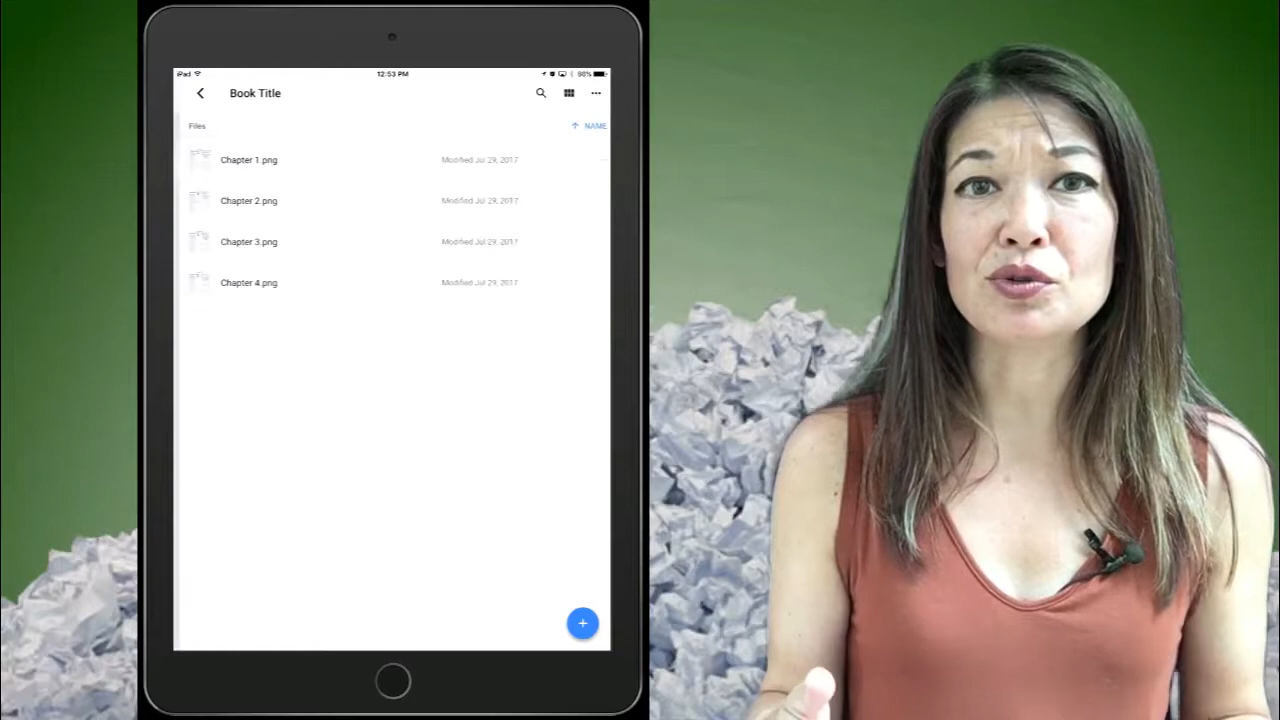 iPad 12:53 PM 86%
Book Title
Files NAME
Chapter 1.png Modified Jul 29, 2017
Chapter 2.png Modified Jul 29, 2017
Chapter 3.png Modified Jul 29, 2017
Chapter 4.png Modified Jul 29, 2017